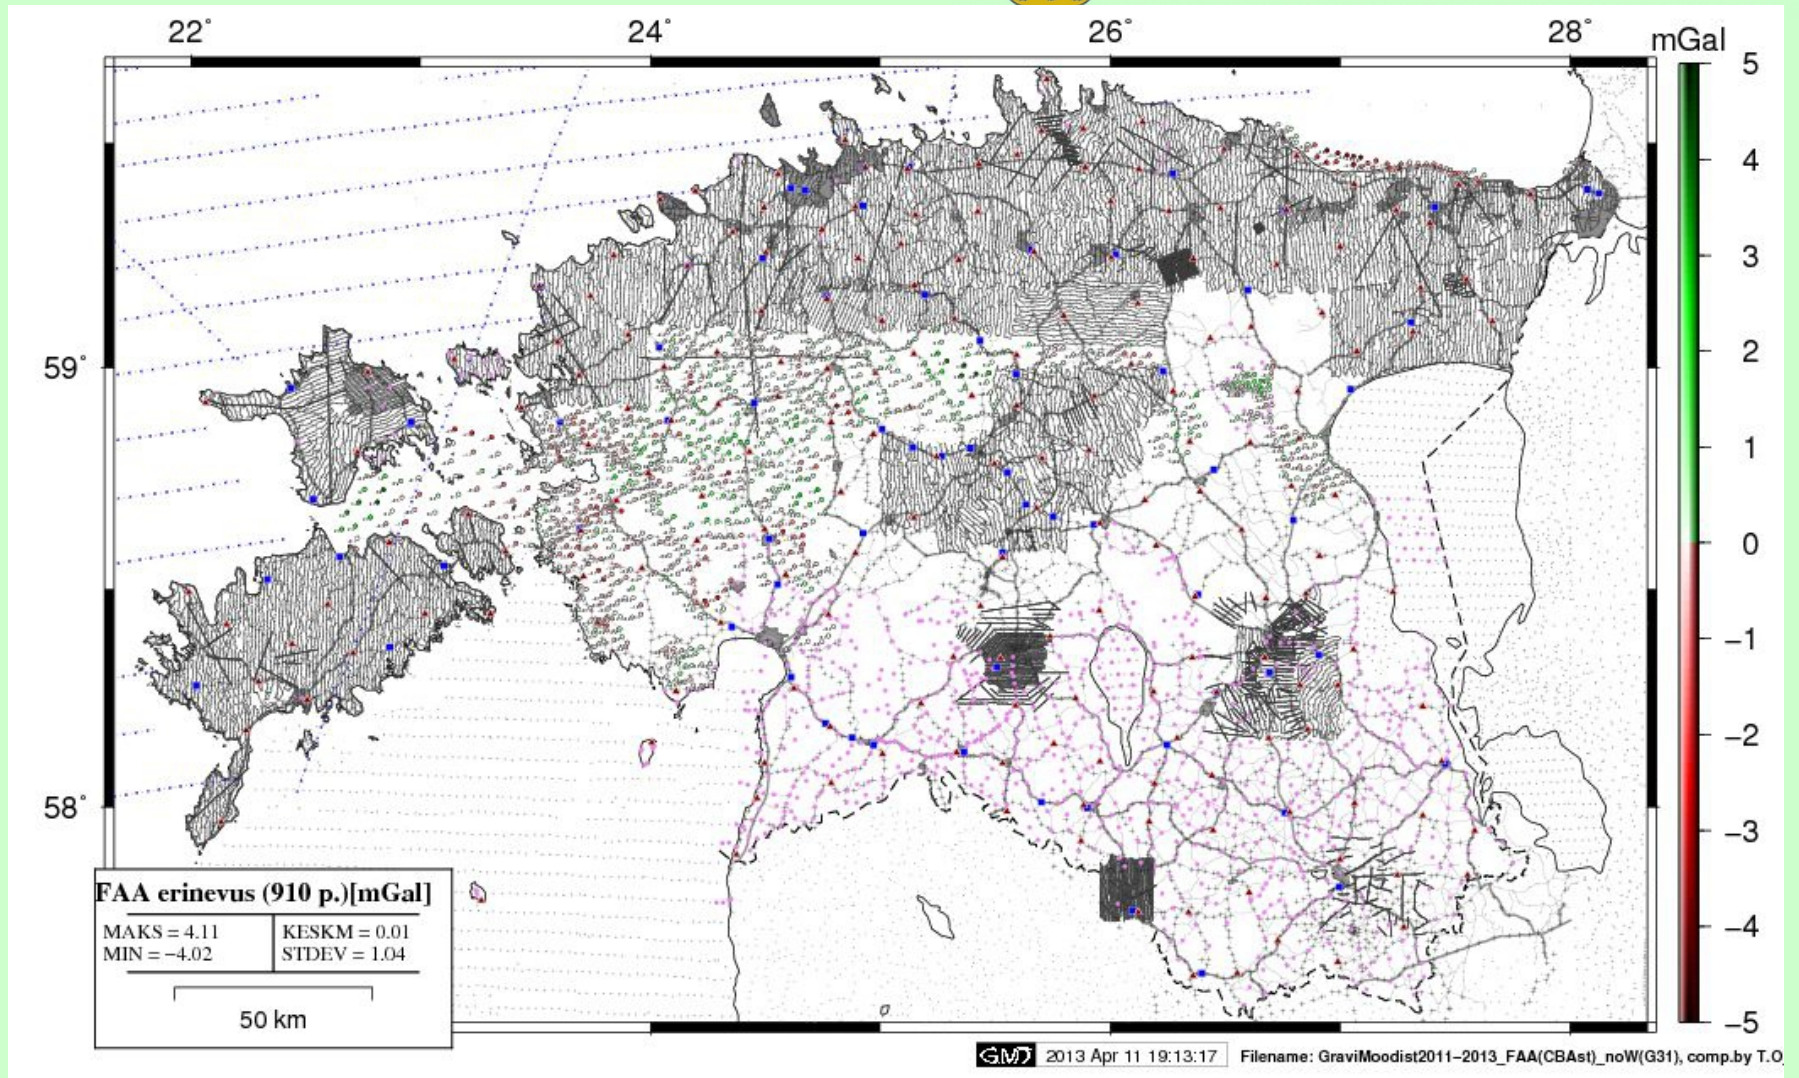 22° 24° 26° 28°
mGal
5
4
3
2
1
0
−1
−2
−3
−4
−5
59°
58°
FAA erinevus (910 p.)[mGal]
MAKS = 4.11 KESKM = 0.01
MIN = −4.02 STDEV = 1.04
50 km
GMT 2013 Apr 11 19:13:17 Filename: GraviMoodist2011−2013_FAA(CBAst)_noW(G31), comp.by T.O